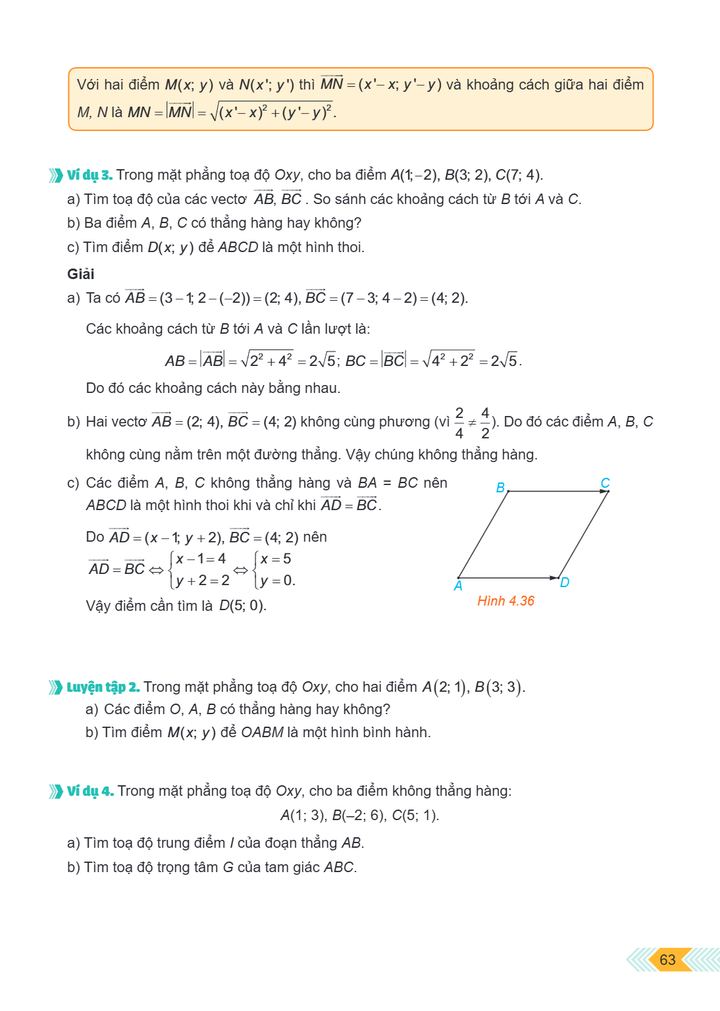 Với hai điểm M(x; y) và N(x'; y') thì $\overrightarrow{MN}$ = (x'– x; y'– y) và khoảng cách giữa hai điểm
M, N là MN = |$\overrightarrow{MN}$| = $\sqrt{(x'-x)^2+(y'-y)^2}$.
Ví dụ 3. Trong mặt phẳng toạ độ Oxy, cho ba điểm A(1;–2), B(3; 2), C(7; 4).
a) Tìm toạ độ của các vectơ $\overrightarrow{AB}$, $\overrightarrow{BC}$ . So sánh các khoảng cách từ B tới A và C.
b) Ba điểm A, B, C có thẳng hàng hay không?
c) Tìm điểm D(x; y) để ABCD là một hình thoi.
Giải
a) Ta có $\overrightarrow{AB}$ = (3 – 1; 2 – (–2)) = (2; 4), $\overrightarrow{BC}$ = (7 – 3; 4 – 2) = (4; 2).
Các khoảng cách từ B tới A và C lần lượt là:
AB = |$\overrightarrow{AB}$| = $\sqrt{2^2+4^2}$ = 2$\sqrt{5}$; BC = |$\overrightarrow{BC}$| = $\sqrt{4^2+2^2}$ = 2$\sqrt{5}$.
Do đó các khoảng cách này bằng nhau.
b) Hai vectơ $\overrightarrow{AB}$ = (2; 4), $\overrightarrow{BC}$ = (4; 2) không cùng phương (vì $\frac{2}{4} \neq \frac{4}{2}$). Do đó các điểm A, B, C
không cùng nằm trên một đường thẳng. Vậy chúng không thẳng hàng.
c) Các điểm A, B, C không thẳng hàng và BA = BC nên
ABCD là một hình thoi khi và chỉ khi $\overrightarrow{AD}$ = $\overrightarrow{BC}$.
Do $\overrightarrow{AD}$ = (x – 1; y + 2), $\overrightarrow{BC}$ = (4; 2) nên
$\overrightarrow{AD} = \overrightarrow{BC} \Leftrightarrow \begin{cases} x-1=4 \\ y+2=2 \end{cases} \Leftrightarrow \begin{cases} x=5 \\ y=0. \end{cases}$
Vậy điểm cần tìm là D(5; 0).
B
C
A
D
Hình 4.36
Luyện tập 2. Trong mặt phẳng toạ độ Oxy, cho hai điểm A(2; 1), B(3; 3).
a) Các điểm O, A, B có thẳng hàng hay không?
b) Tìm điểm M(x; y) để OABM là một hình bình hành.
Ví dụ 4. Trong mặt phẳng toạ độ Oxy, cho ba điểm không thẳng hàng:
A(1; 3), B(–2; 6), C(5; 1).
a) Tìm toạ độ trung điểm I của đoạn thẳng AB.
b) Tìm toạ độ trọng tâm G của tam giác ABC.
63